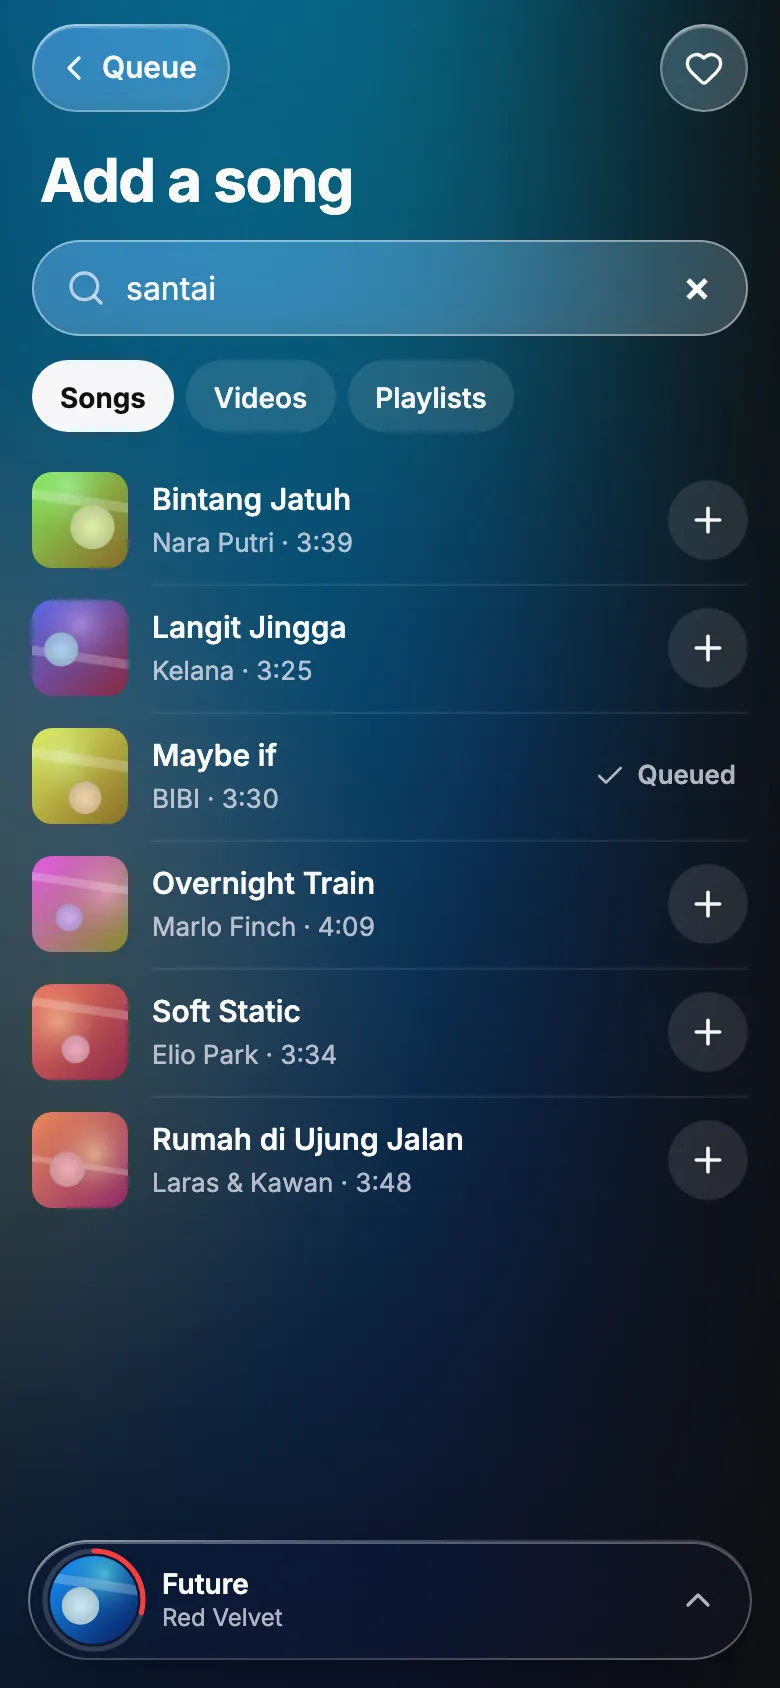 Queue
Add a song
santai
Songs Videos Playlists
Bintang Jatuh
Nara Putri · 3:39
Langit Jingga
Kelana · 3:25
Maybe if
BIBI · 3:30
Queued
Overnight Train
Marlo Finch · 4:09
Soft Static
Elio Park · 3:34
Rumah di Ujung Jalan
Laras & Kawan · 3:48
Future
Red Velvet